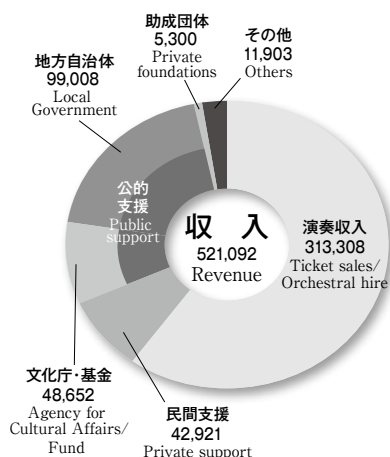 助成団体
5,300
Private
foundations
その他
11,903
Others
地方自治体
99,008
Local
Government
公的
支援
Public
support
収 入
521,092
Revenue
演奏収入
313,308
Ticket sales/
Orchestral hire
文化庁・基金
48,652
Agency for
Cultural Affairs/
Fund
民間支援
42,921
Private support